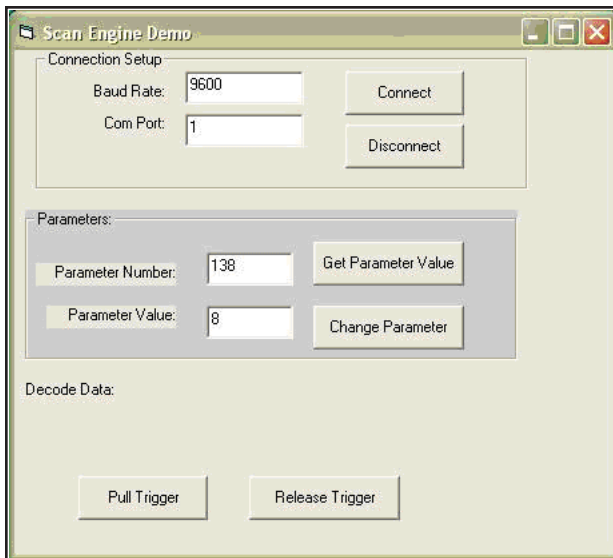 Scan Engine Demo
Connection Setup
Baud Rate: 9600
Connect
Com Port: 1
Disconnect
Parameters:
Parameter Number: 138
Get Parameter Value
Parameter Value: 8
Change Parameter
Decode Data:
Pull Trigger
Release Trigger